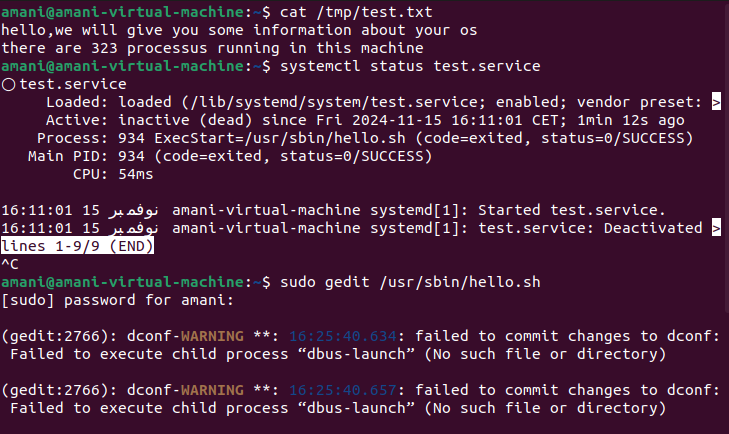 amani@amani-virtual-machine:~$ cat /tmp/test.txt
hello,we will give you some information about your os
there are 323 processus running in this machine
amani@amani-virtual-machine:~$ systemctl status test.service
○ test.service
     Loaded: loaded (/lib/systemd/system/test.service; enabled; vendor preset: >
     Active: inactive (dead) since Fri 2024-11-15 16:11:01 CET; 1min 12s ago
    Process: 934 ExecStart=/usr/sbin/hello.sh (code=exited, status=0/SUCCESS)
   Main PID: 934 (code=exited, status=0/SUCCESS)
        CPU: 54ms

16:11:01 15 نوفمبر amani-virtual-machine systemd[1]: Started test.service.
16:11:01 15 نوفمبر amani-virtual-machine systemd[1]: test.service: Deactivated >
lines 1-9/9 (END)
^C
amani@amani-virtual-machine:~$ sudo gedit /usr/sbin/hello.sh
[sudo] password for amani:

(gedit:2766): dconf-WARNING **: 16:25:40.634: failed to commit changes to dconf:
 Failed to execute child process “dbus-launch” (No such file or directory)

(gedit:2766): dconf-WARNING **: 16:25:40.657: failed to commit changes to dconf:
 Failed to execute child process “dbus-launch” (No such file or directory)